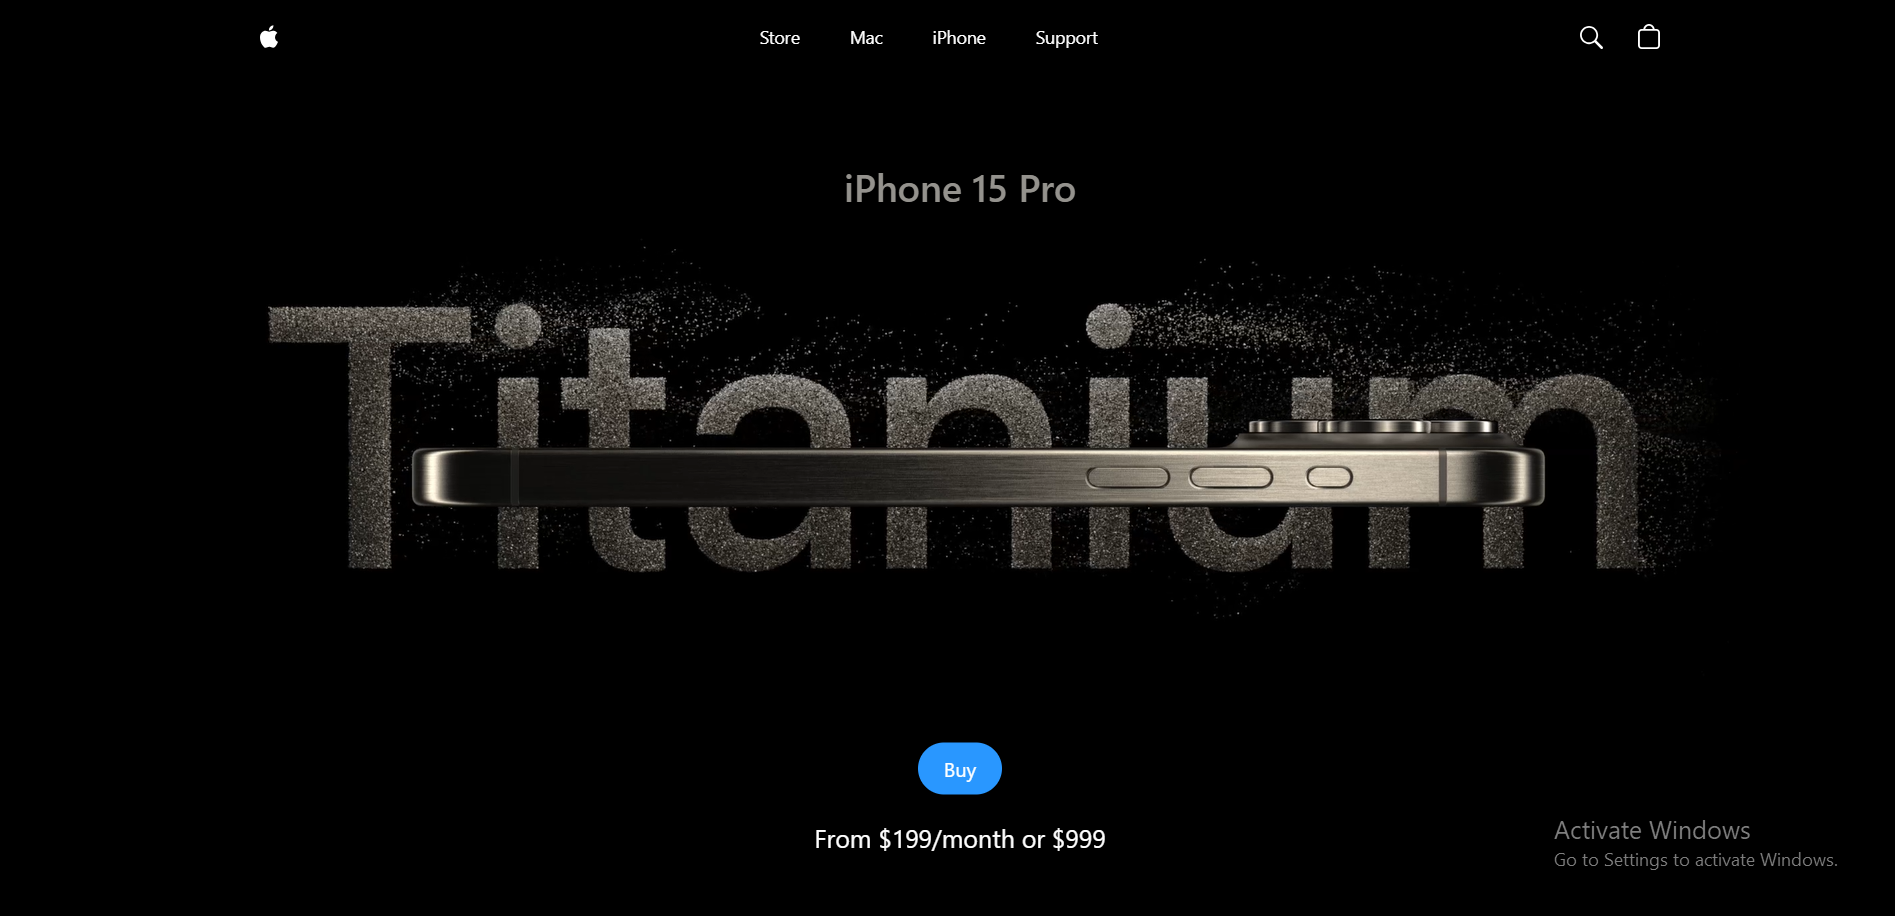 Store
Mac
iPhone
Support
iPhone 15 Pro
Titanium
Buy
From $199/month or $999
Activate Windows
Go to Settings to activate Windows.